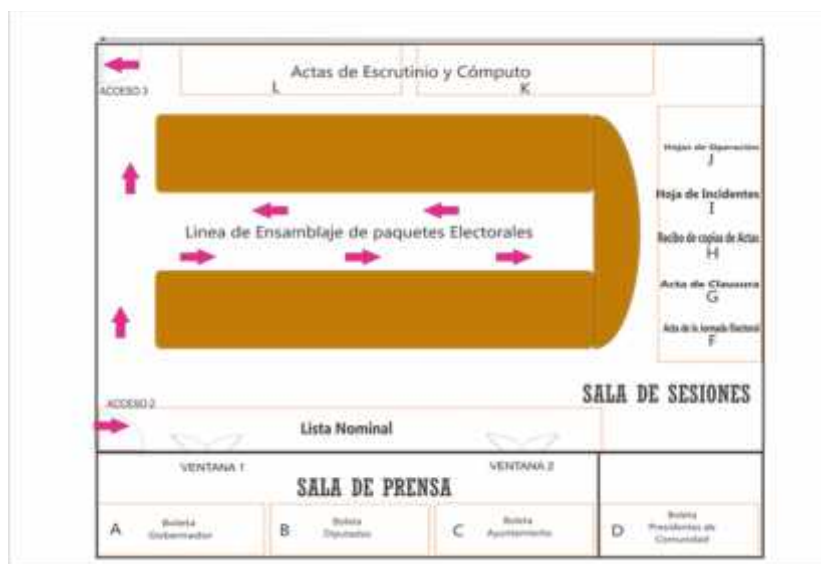 Actas de Escrutinio y Cómputo
L
K
ACCESO 3
Hojas de Operación
J
Hoja de Incidentes
I
Recibo de copias de Actas
H
Acta de Clausura
G
Acta de la Jornada Electoral
F
Linea de Ensamblaje de paquetes Electorales
SALA DE SESIONES
ACCESO 2
Lista Nominal
VENTANA 1
VENTANA 2
SALA DE PRENSA
A
Boleta
Gobernador
B
Boleta
Diputados
C
Boleta
Ayuntamiento
D
Boleta
Presidentes de
Comunidad